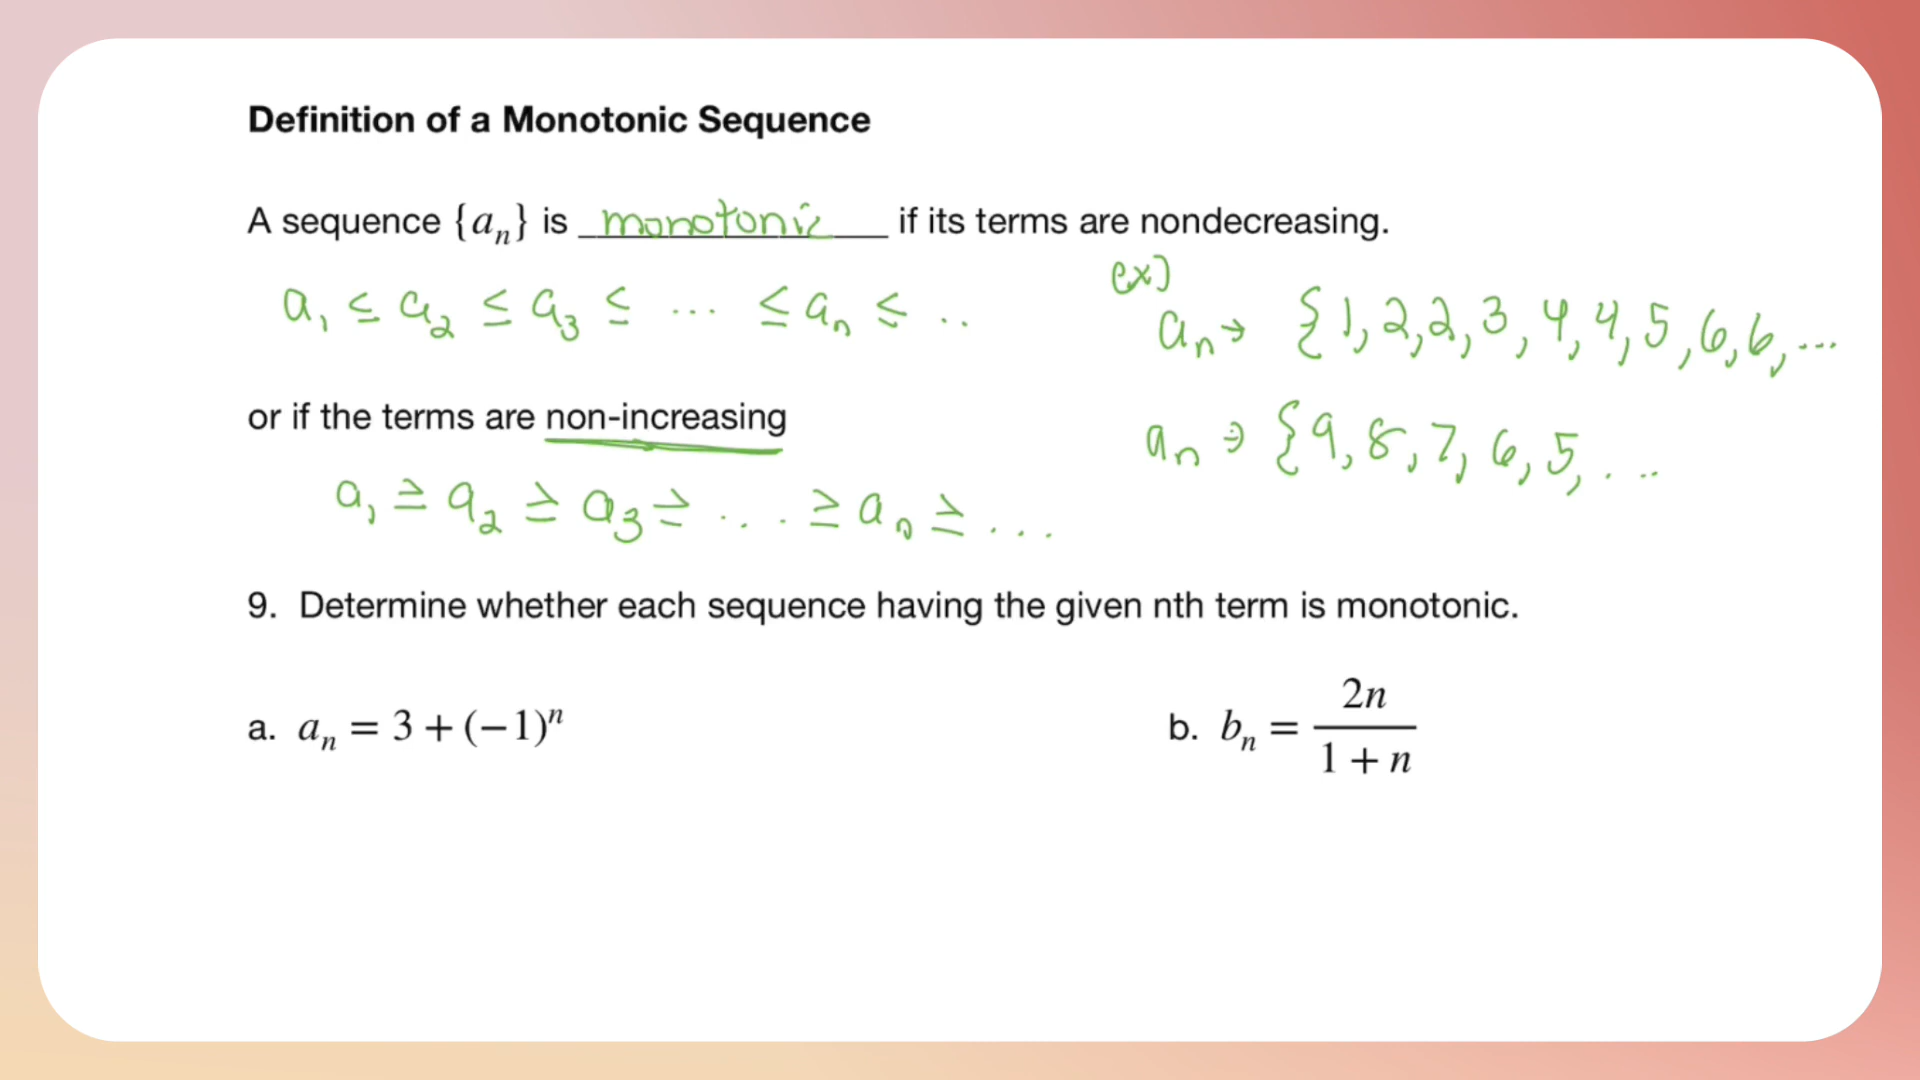 Definition of a Monotonic Sequence
A sequence {aₙ} is monotonic if its terms are nondecreasing.
a₁ ≤ a₂ ≤ a₃ ≤ ... ≤ aₙ ≤ ..
ex)
aₙ → {1, 2, 2, 3, 4, 4, 5, 6, 6, ...
or if the terms are non-increasing
aₙ → {9, 8, 7, 6, 5, ...
a₁ ≥ a₂ ≥ a₃ ≥ ... ≥ aₙ ≥ ...
9. Determine whether each sequence having the given nth term is monotonic.
a. aₙ = 3 + (−1)ⁿ
b. bₙ = 2n / 1 + n